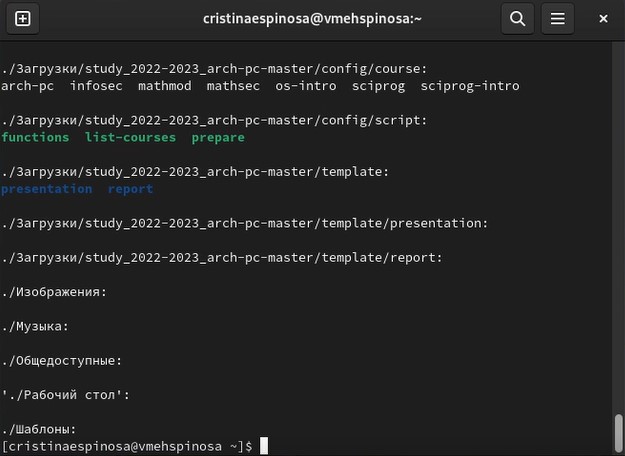 cristinaespinosa@vmehspinosa:~
./Загрузки/study_2022-2023_arch-pc-master/config/course:
arch-pc  infosec  mathmod  mathsec  os-intro  sciprog  sciprog-intro
./Загрузки/study_2022-2023_arch-pc-master/config/script:
functions  list-courses  prepare
./Загрузки/study_2022-2023_arch-pc-master/template:
presentation  report
./Загрузки/study_2022-2023_arch-pc-master/template/presentation:
./Загрузки/study_2022-2023_arch-pc-master/template/report:
./Изображения:
./Музыка:
./Общедоступные:
'./Рабочий стол':
./Шаблоны:
[cristinaespinosa@vmehspinosa ~]$